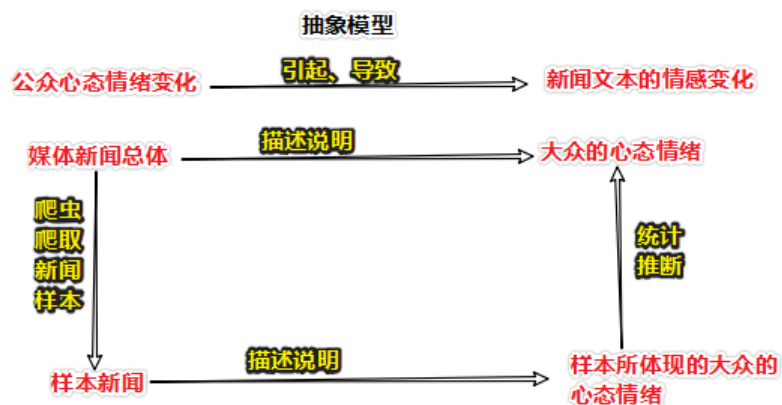 抽象模型
公众心态情绪变化
引起、导致
新闻文本的情感变化
媒体新闻总体
描述说明
大众的心态情绪
爬虫
爬取
新闻
样本
统计
推断
样本新闻
描述说明
样本所体现的大众的
心态情绪